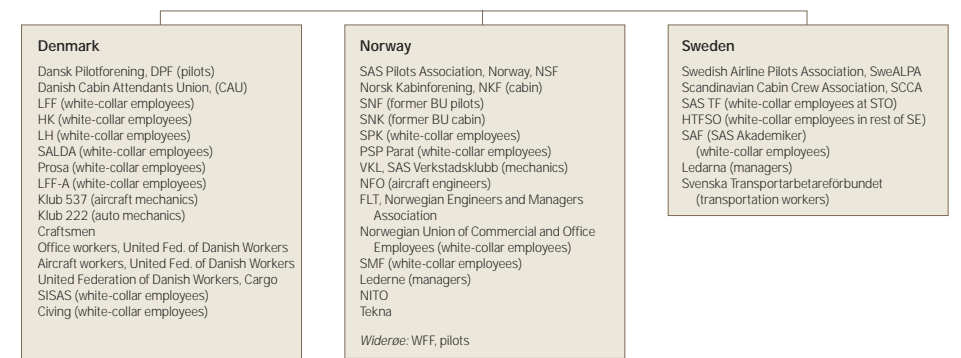 Denmark
Dansk Pilotforening, DPF (pilots)
Danish Cabin Attendants Union, (CAU)
LFF (white-collar employees)
HK (white-collar employees)
LH (white-collar employees)
SALDA (white-collar employees)
Prosa (white-collar employees)
LFF-A (white-collar employees)
Klub 537 (aircraft mechanics)
Klub 222 (auto mechanics)
Craftsmen
Office workers, United Fed. of Danish Workers
Aircraft workers, United Fed. of Danish Workers
United Federation of Danish Workers, Cargo
SISAS (white-collar employees)
Civing (white-collar employees)
Norway
SAS Pilots Association, Norway, NSF
Norsk Kabinforening, NKF (cabin)
SNF (former BU pilots)
SNK (former BU cabin)
SPK (white-collar employees)
PSP Parat (white-collar employees)
VKL, SAS Verkstadsklubb (mechanics)
NFO (aircraft engineers)
FLT, Norwegian Engineers and Managers
Association
Norwegian Union of Commercial and Office
Employees (white-collar employees)
SMF (white-collar employees)
Lederne (managers)
NITO
Tekna
Widerøe: WFF, pilots
Sweden
Swedish Airline Pilots Association, SweALPA
Scandinavian Cabin Crew Association, SCCA
SAS TF (white-collar employees at STO)
HTFSO (white-collar employees in rest of SE)
SAF (SAS Akademiker)
(white-collar employees)
Ledarna (managers)
Svenska Transportarbetareförbundet
(transportation workers)